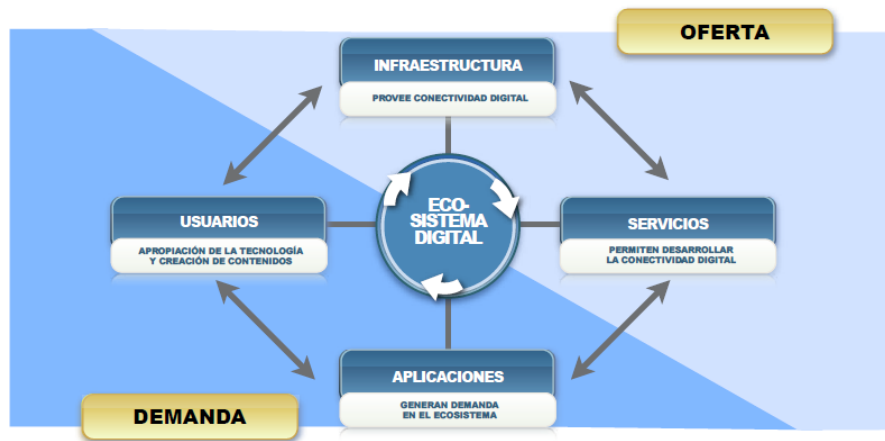 OFERTA
INFRAESTRUCTURA
PROVEE CONECTIVIDAD DIGITAL
USUARIOS
APROPIACIÓN DE LA TECNOLOGÍA
Y CREACIÓN DE CONTENIDOS
ECO-
SISTEMA
DIGITAL
SERVICIOS
PERMITEN DESARROLLAR
LA CONECTIVIDAD DIGITAL
APLICACIONES
GENERAN DEMANDA
EN EL ECOSISTEMA
DEMANDA